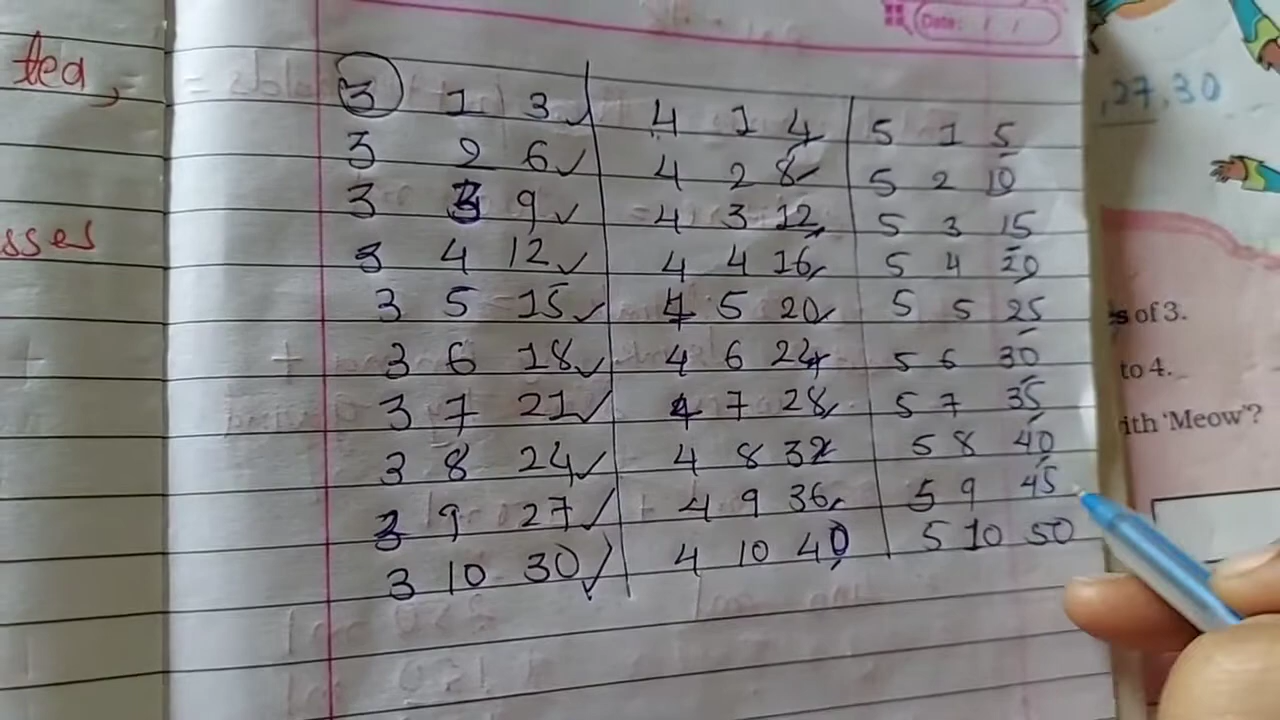 Date: / /
tea,
sses
3 1 3 ✓ 4 1 4 5 1 5
3 2 6 ✓ 4 2 8 5 2 10
3 3 9 ✓ 4 3 12 5 3 15
3 4 12 ✓ 4 4 16 5 4 20
3 5 15 ✓ 4 5 20 5 5 25
3 6 18 ✓ 4 6 24 5 6 30
3 7 21 ✓ 4 7 28 5 7 35
3 8 24 ✓ 4 8 32 5 8 40
3 9 27 ✓ 4 9 36 5 9 45
3 10 30 ✓ 4 10 40 5 10 50
,27,30
s of 3.
to 4.
ith 'Meow'?